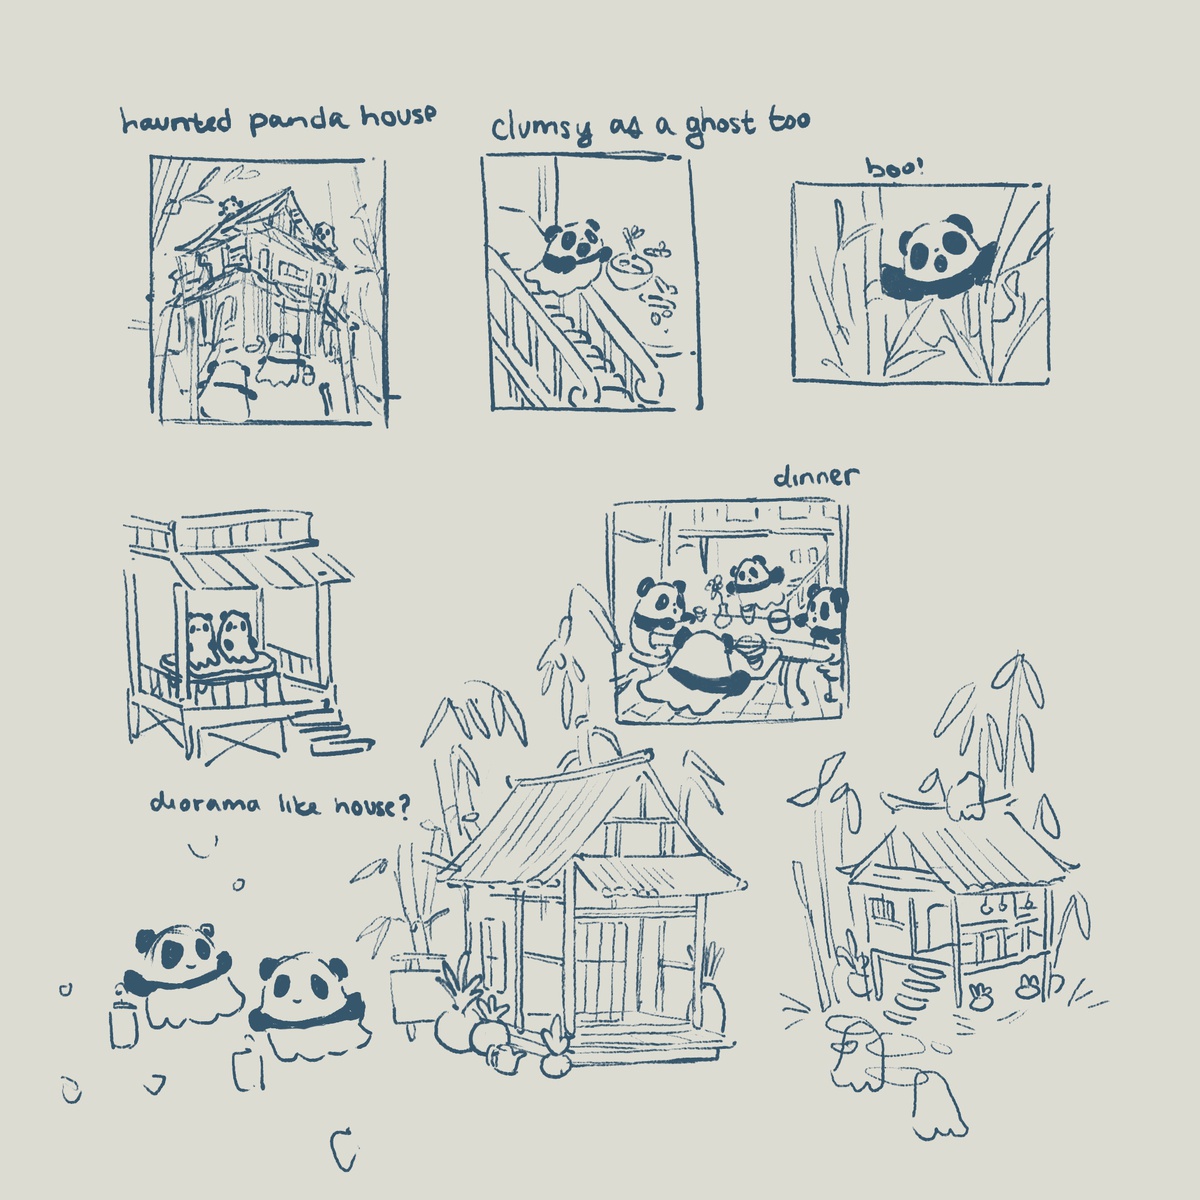 haunted panda house
clumsy as a ghost too
boo!
dinner
diorama like house?